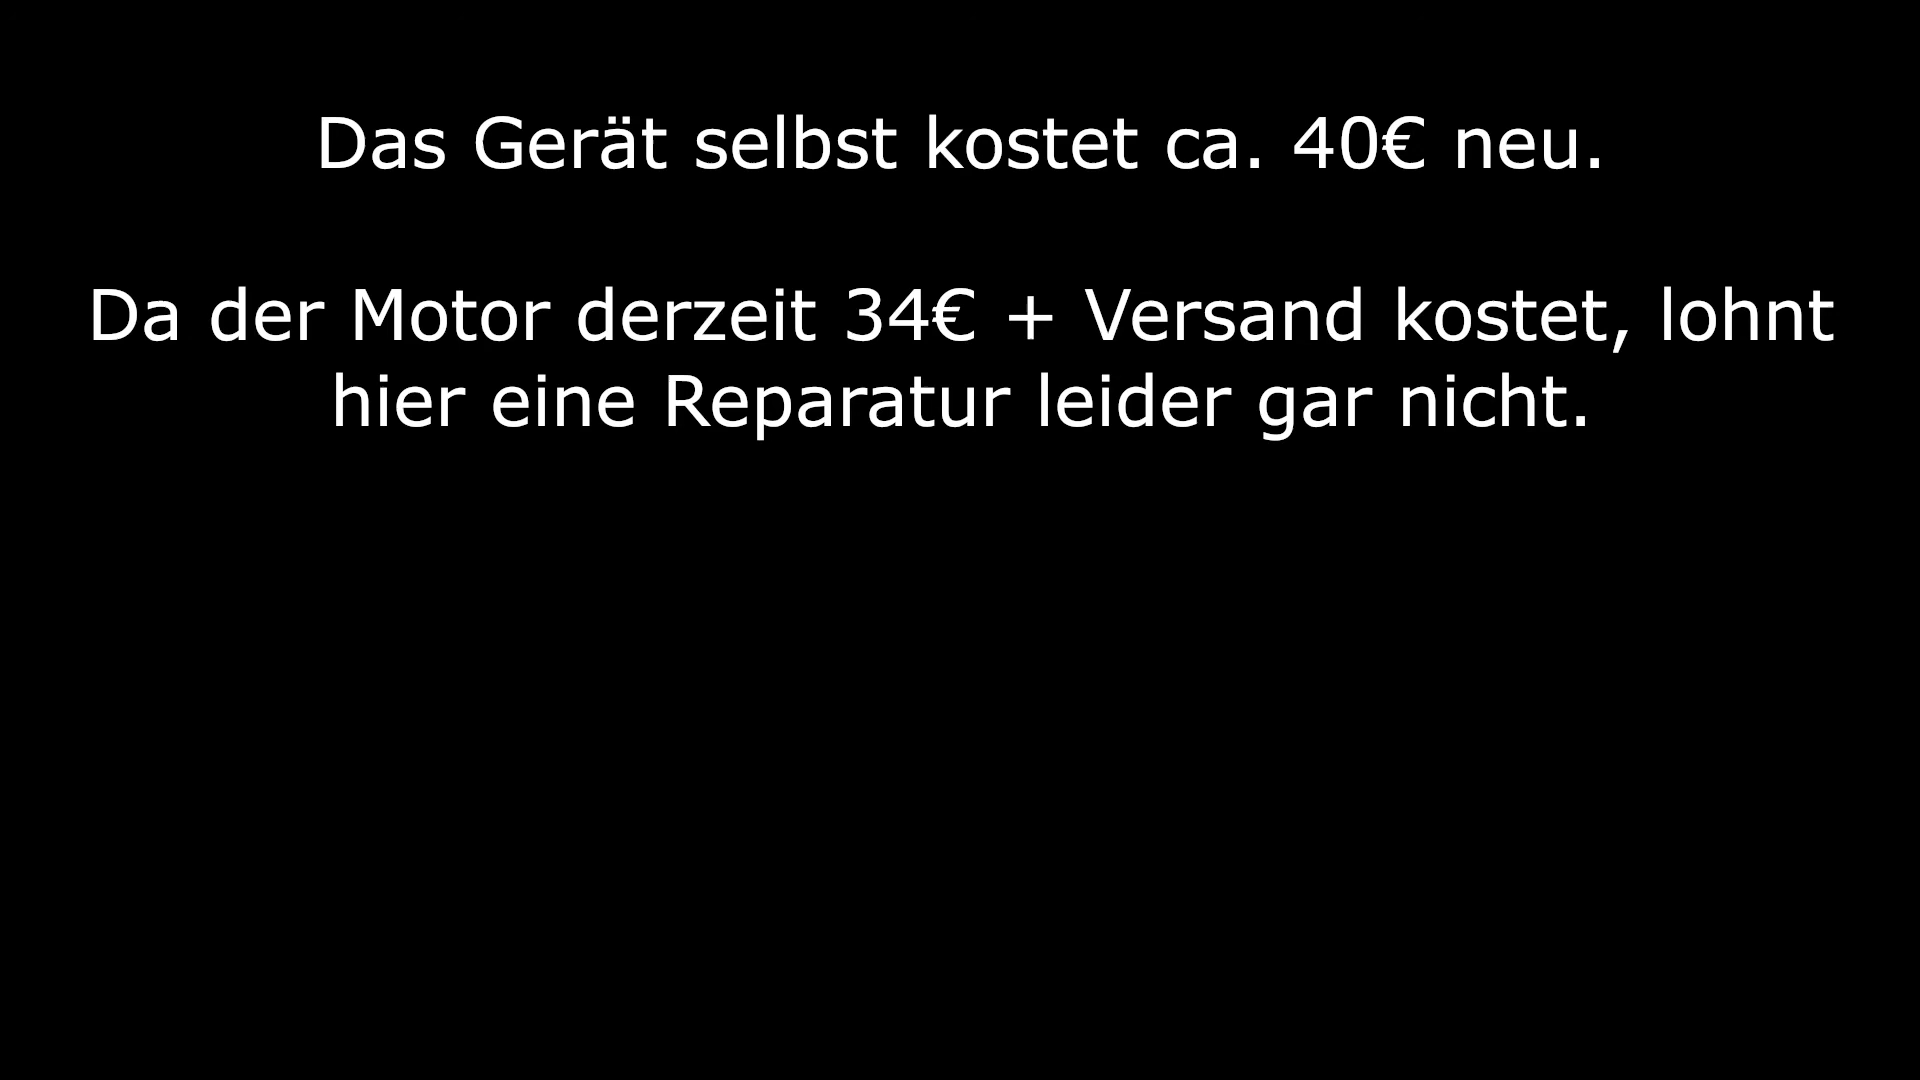 Das Gerät selbst kostet ca. 40€ neu.
Da der Motor derzeit 34€ + Versand kostet, lohnt
hier eine Reparatur leider gar nicht.